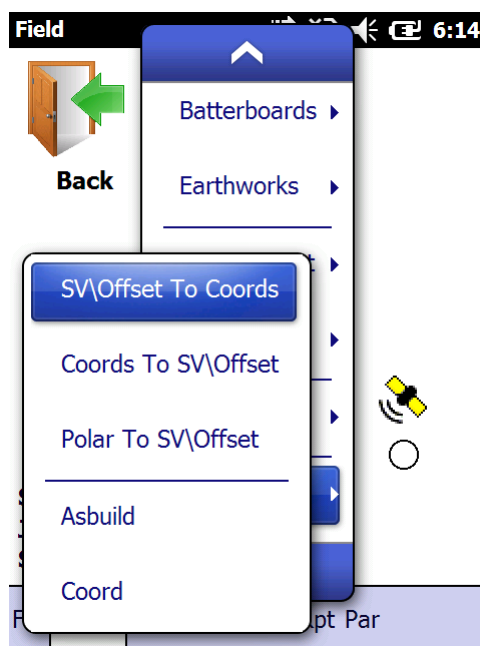 Field 6:14
Back
Batterboards
Earthworks
SV\Offset To Coords
Coords To SV\Offset
Polar To SV\Offset
Asbuild
Coord
Par